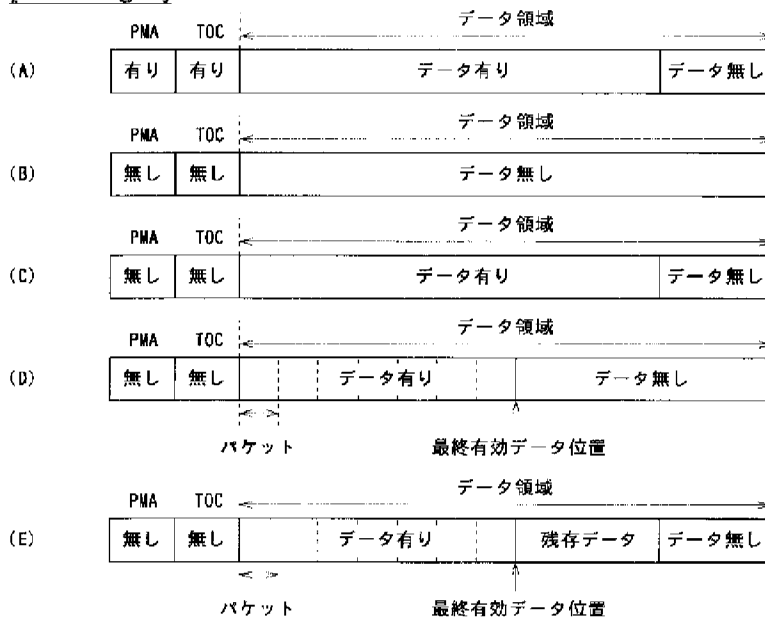 データ領域
PMA TOC
(A) 有り 有り データ有り データ無し
データ領域
PMA TOC
(B) 無し 無し データ無し
データ領域
PMA TOC
(C) 無し 無し データ有り データ無し
データ領域
PMA TOC
(D) 無し 無し データ有り データ無し
パケット 最終有効データ位置
データ領域
PMA TOC
(E) 無し 無し データ有り 残存データ データ無し
パケット 最終有効データ位置